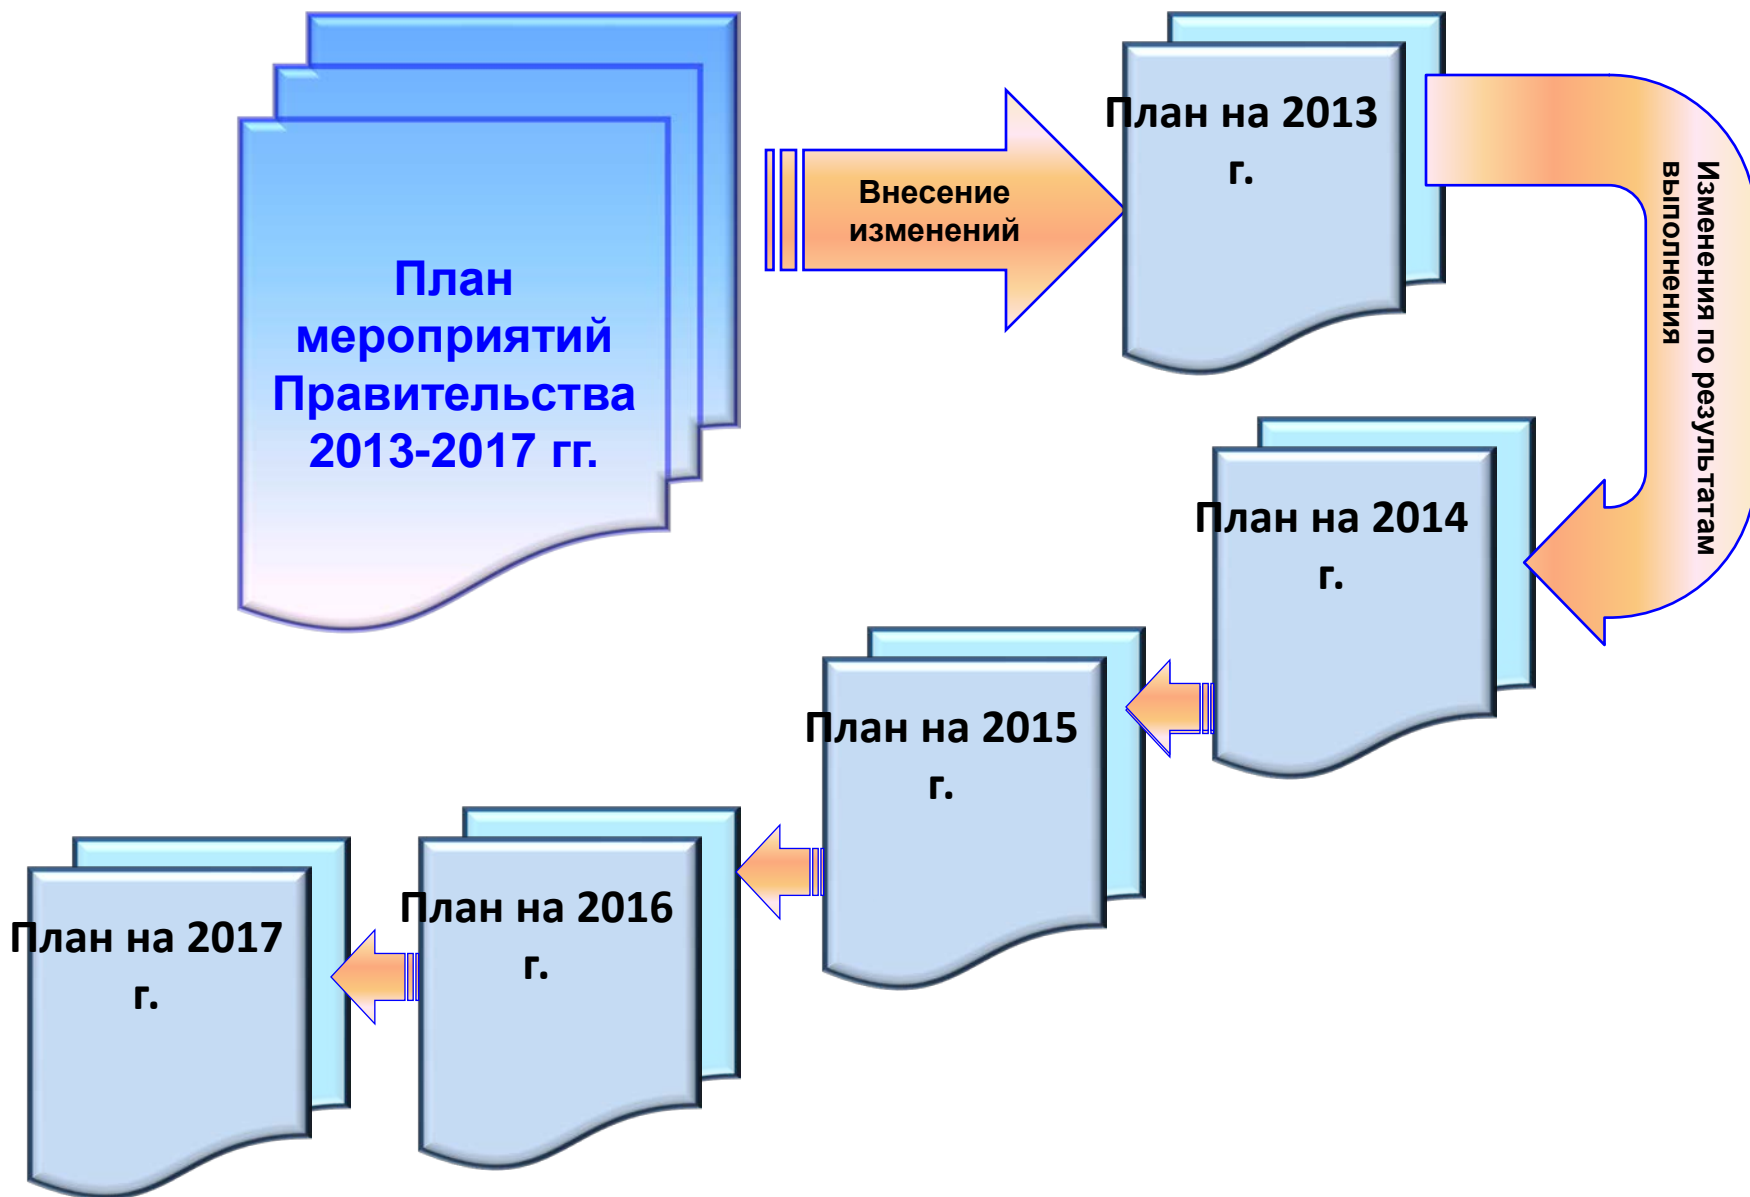 План
мероприятий
Правительства
2013-2017 гг.
Внесение
изменений
План на 2013
г.
Изменения по результатам
выполнения
План на 2014
г.
План на 2015
г.
План на 2016
г.
План на 2017
г.